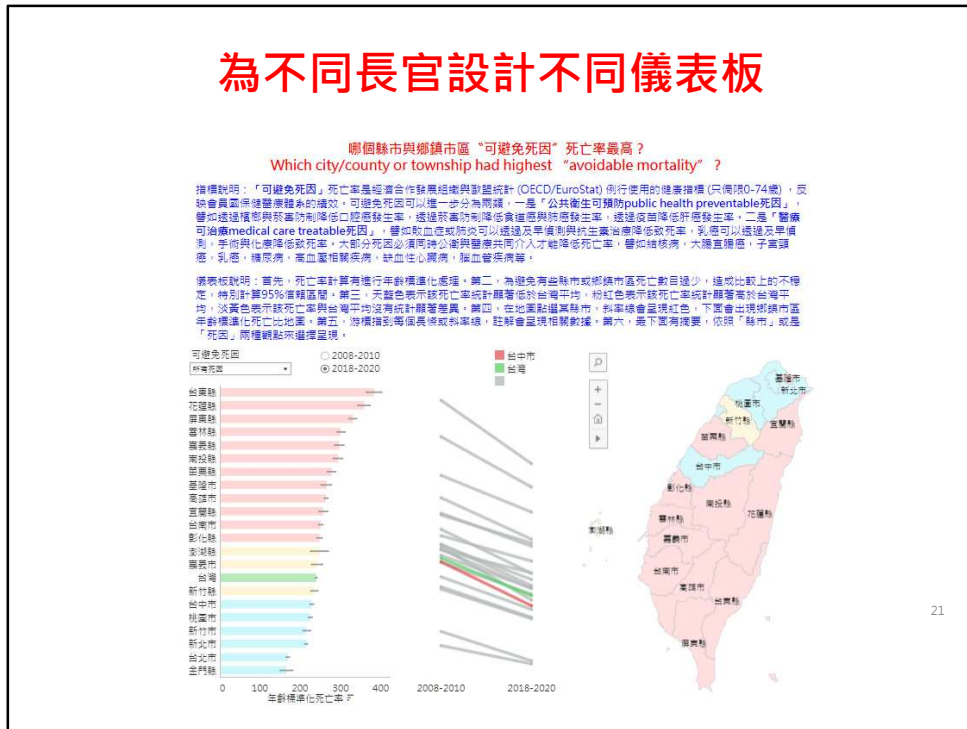 為不同長官設計不同儀表板
哪個縣市與鄉鎮市區“可避免死因”死亡率最高？
Which city/county or township had highest “avoidable mortality”？
指標說明：「可避免死因」死亡率是經濟合作發展組織與歐盟統計 (OECD/EuroStat) 例行使用的健康指標 (只侷限0-74歲)，反
映會員國保健醫療體系的績效。可避免死因可以進一步分為兩類，一是「公共衛生可預防public health preventable死因」，
譬如透過檳榔與菸害防制降低口腔癌發生率，透過菸害防制降低食道癌與肺癌發生率，透過疫苗降低肝癌發生率，二是「醫療
可治療medical care treatable死因」，譬如敗血症或肺炎可以透過及早偵測與抗生素治療降低致死率，乳癌可以透過及早偵
測，手術與化療降低致死率。大部分死因必須同時公衛與醫療共同介入才能降低死亡率，譬如結核病，大腸直腸癌，子宮頸
癌，乳癌，糖尿病，高血壓相關疾病，缺血性心臟病，腦血管疾病等。
儀表板說明：首先，死亡率計算有進行年齡標準化處理。第二，為避免有些縣市或鄉鎮市區死亡數目過少，造成比較上的不穩
定，特別計算95%信賴區間。第三，天藍色表示該死亡率統計顯著低於台灣平均，粉紅色表示該死亡率統計顯著高於台灣平
均，淡黃色表示該死亡率與台灣平均沒有統計顯著差異。第四，在地圖點選某縣市，斜率線會呈現紅色，下面會出現鄉鎮市區
年齡標準化死亡比地圖。第五，游標指到每個長條或斜率線，註解會呈現相關數據。第六，最下面有摘要，依照「縣市」或是
「死因」兩種觀點來選擇呈現。
可避免死因
所有死因
2008-2010
2018-2020
台中市
台灣
台東縣
花蓮縣
屏東縣
雲林縣
嘉義縣
南投縣
苗栗縣
基隆市
高雄市
宜蘭縣
台南市
彰化縣
澎湖縣
嘉義市
台灣
新竹縣
台中市
桃園市
新竹市
新北市
台北市
金門縣
0 100 200 300 400
年齡標準化死亡率
2008-2010 2018-2020
基隆市
新北市
桃園市
新竹縣
宜蘭縣
苗栗縣
台中市
彰化縣
南投縣
花蓮縣
雲林縣
澎湖縣
嘉義市
台南市
高雄市
台東縣
屏東縣
21